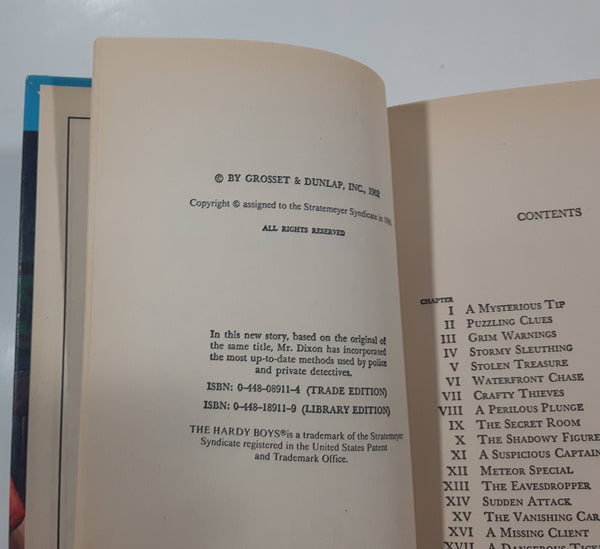 © BY GROSSET & DUNLAP, INC., 1962
Copyright © assigned to the Stratemeyer Syndicate in
ALL RIGHTS RESERVED
In this new story, based on the original of
the same title, Mr. Dixon has incorporated
the most up-to-date methods used by police
and private detectives.
ISBN: 0-448-08911-4 (TRADE EDITION)
ISBN: 0-448-18911-9 (LIBRARY EDITION)
THE HARDY BOYS® is a trademark of the Stratemeyer
Syndicate registered in the United States Patent
and Trademark Office.
CONTENTS
CHAPTER
I A MYSTERIOUS TIP
II PUZZLING CLUES
III GRIM WARNINGS
IV STORMY SLEUTHING
V STOLEN TREASURE
VI WATERFRONT CHASE
VII CRAFTY THIEVES
VIII A PERILOUS PLUNGE
IX THE SECRET ROOM
X THE SHADOWY FIGURE
XI A SUSPICIOUS CAPTAIN
XII METEOR SPECIAL
XIII THE EAVESDROPPER
XIV SUDDEN ATTACK
XV THE VANISHING CAR
XVI A MISSING CLIENT
XVII A DANGEROUS